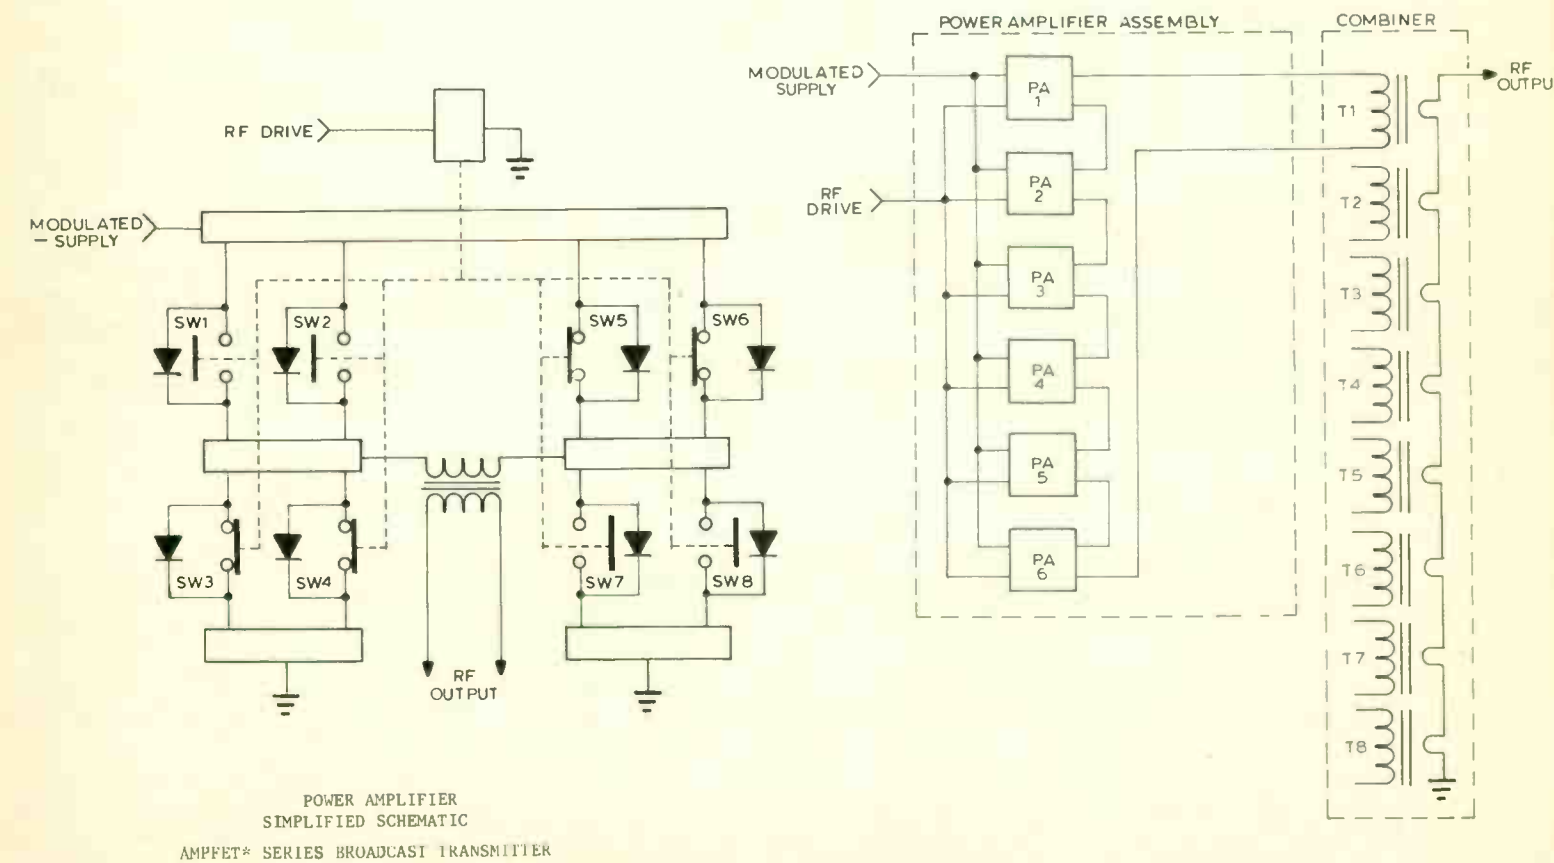 RF DRIVE
MODULATED
— SUPPLY
SW1
SW2
SW5
SW6
SW3
SW4
SW7
SW8
RF
OUTPUT
POWER AMPLIFIER
SIMPLIFIED SCHEMATIC
AMPFET* SERIES BROADCAST TRANSMITTER
POWER AMPLIFIER ASSEMBLY
COMBINER
MODULATED
SUPPLY
RF
DRIVE
PA
1
PA
2
PA
3
PA
4
PA
5
PA
6
T1
T2
T3
T4
T5
T6
T7
T8
RF
OUTPU